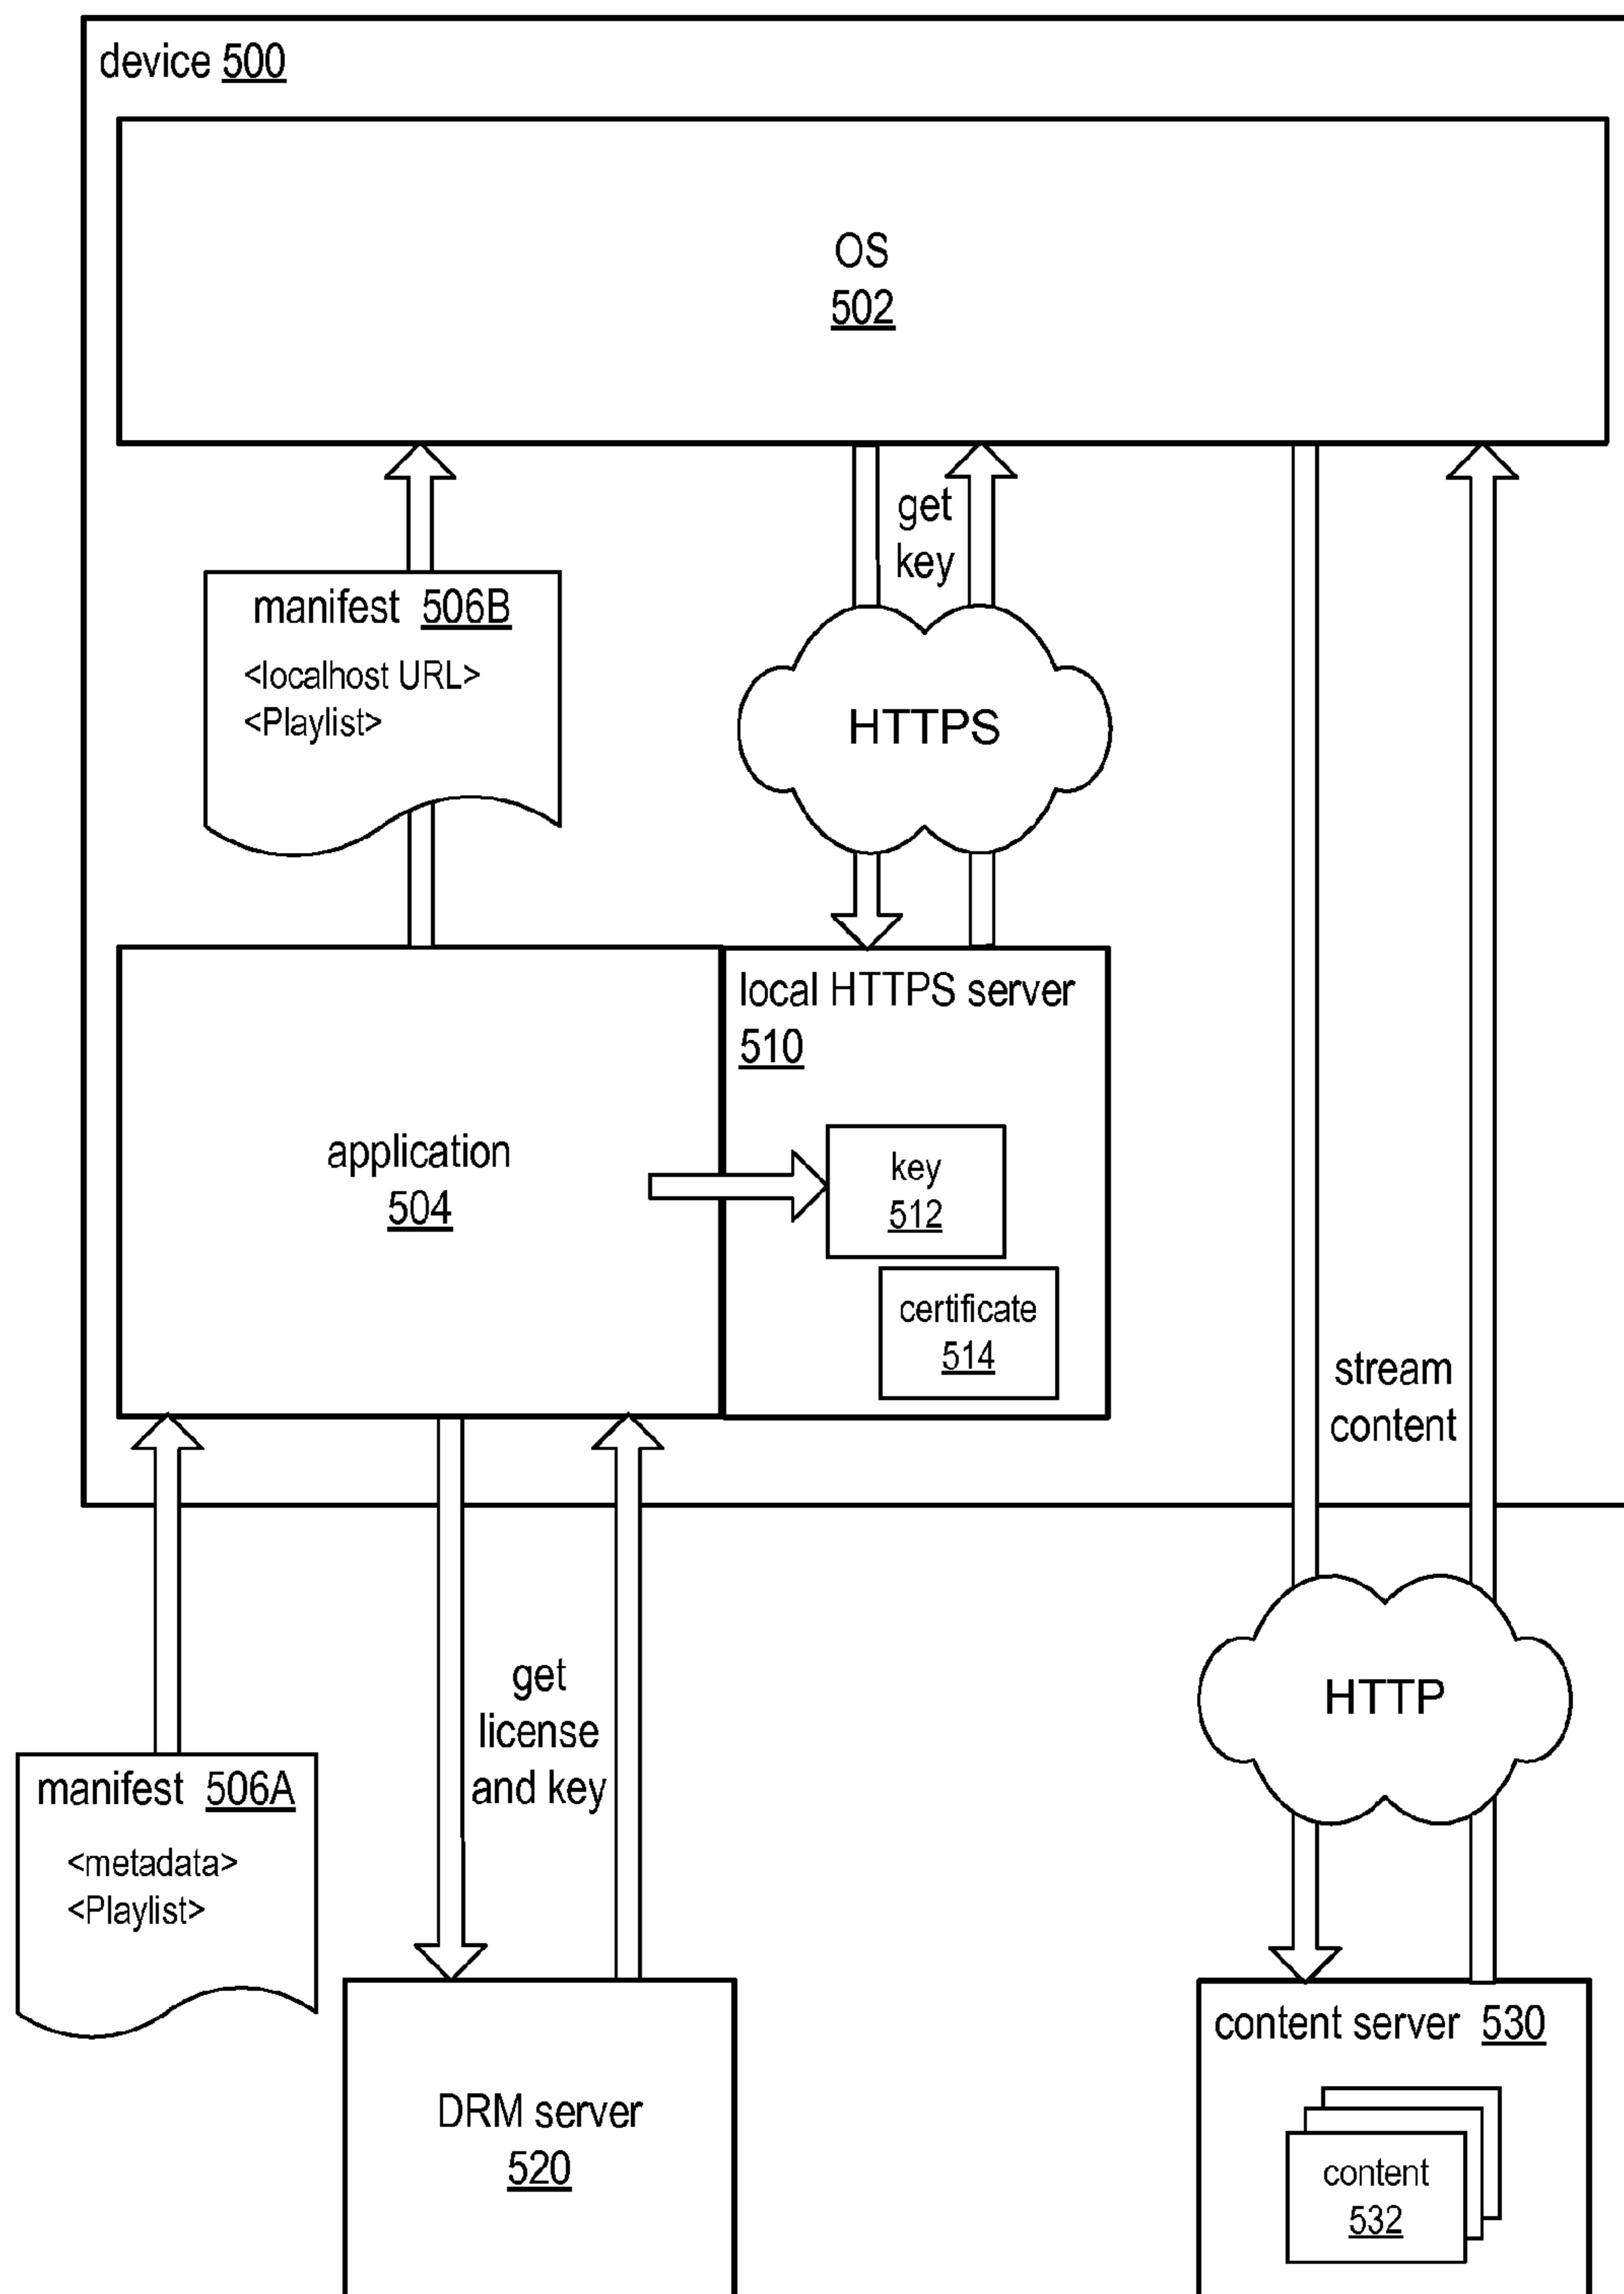 device 500
OS
502
get
key
manifest 506B
<localhost URL>
<Playlist>
HTTPS
local HTTPS server
510
application
504
key
512
certificate
514
stream
content
get
license
and key
HTTP
manifest 506A
<metadata>
<Playlist>
content server 530
DRM server
520
content
532